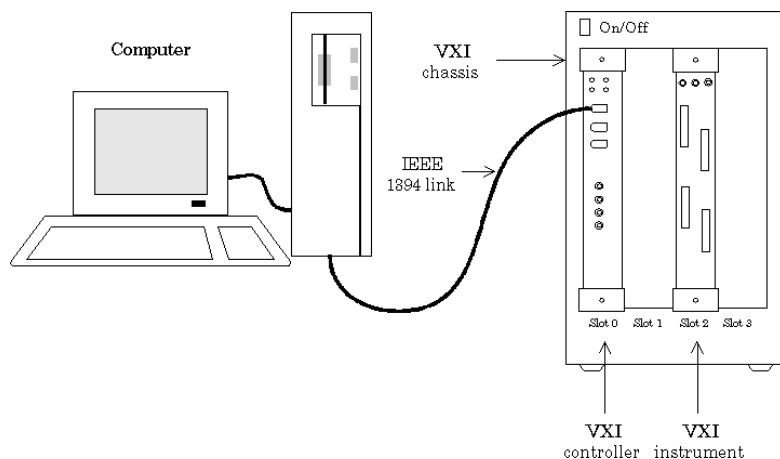 On/Off
Computer
VXI
chassis
IEEE
1394 link
Slot 0 Slot 1 Slot 2 Slot 3
VXI
controller
VXI
instrument